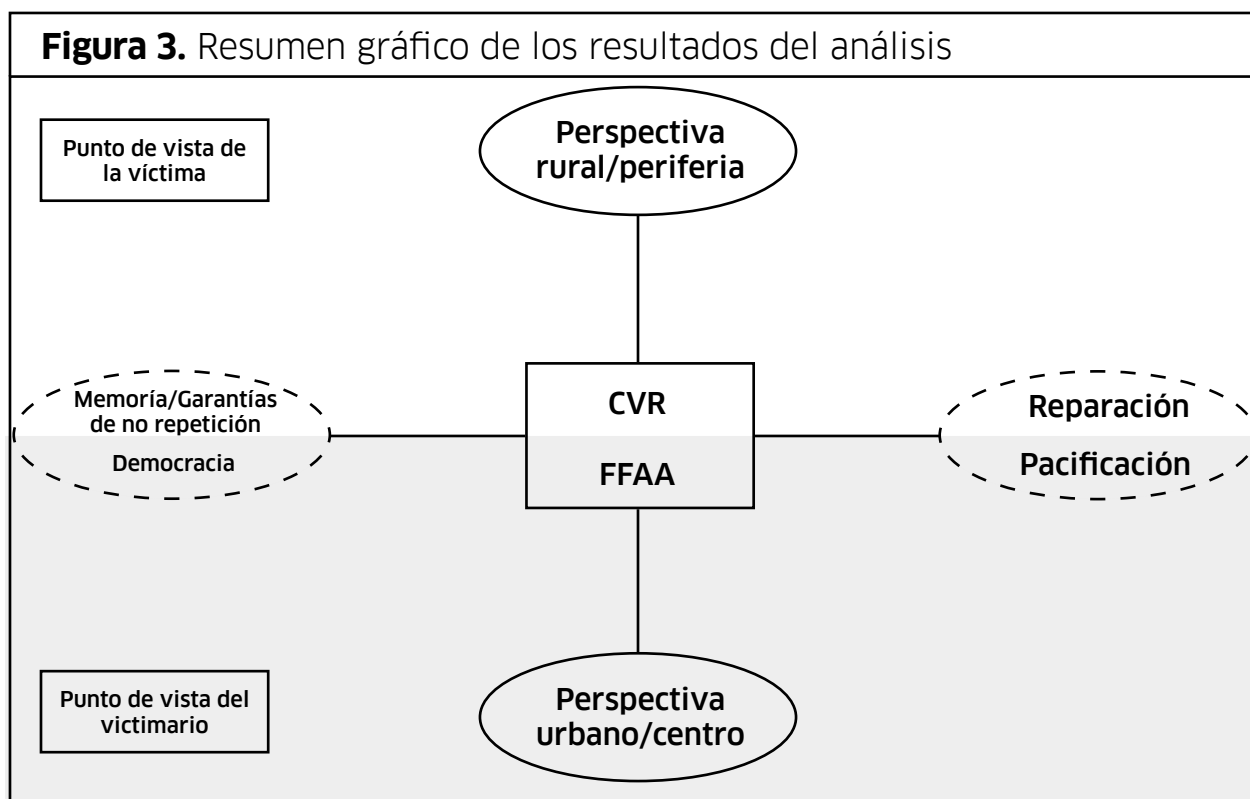 Figura 3. Resumen gráfico de los resultados del análisis
Punto de vista de
la víctima
Perspectiva
rural/periferia
Memoría/Garantías
de no repetición
Democracia
CVR
FFAA
Reparación
Pacificación
Punto de vista del
victimario
Perspectiva
urbano/centro